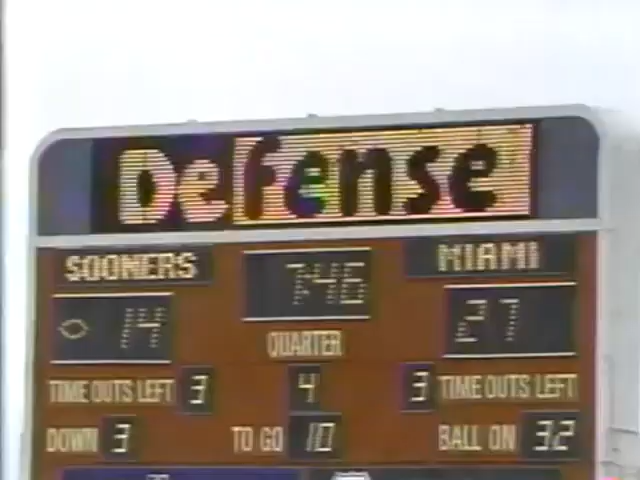 Defense
SOONERS 7:46 MIAMI
14 27
QUARTER
TIME OUTS LEFT 3 4 3 TIME OUTS LEFT
DOWN 3 TO GO 10 BALL ON 32